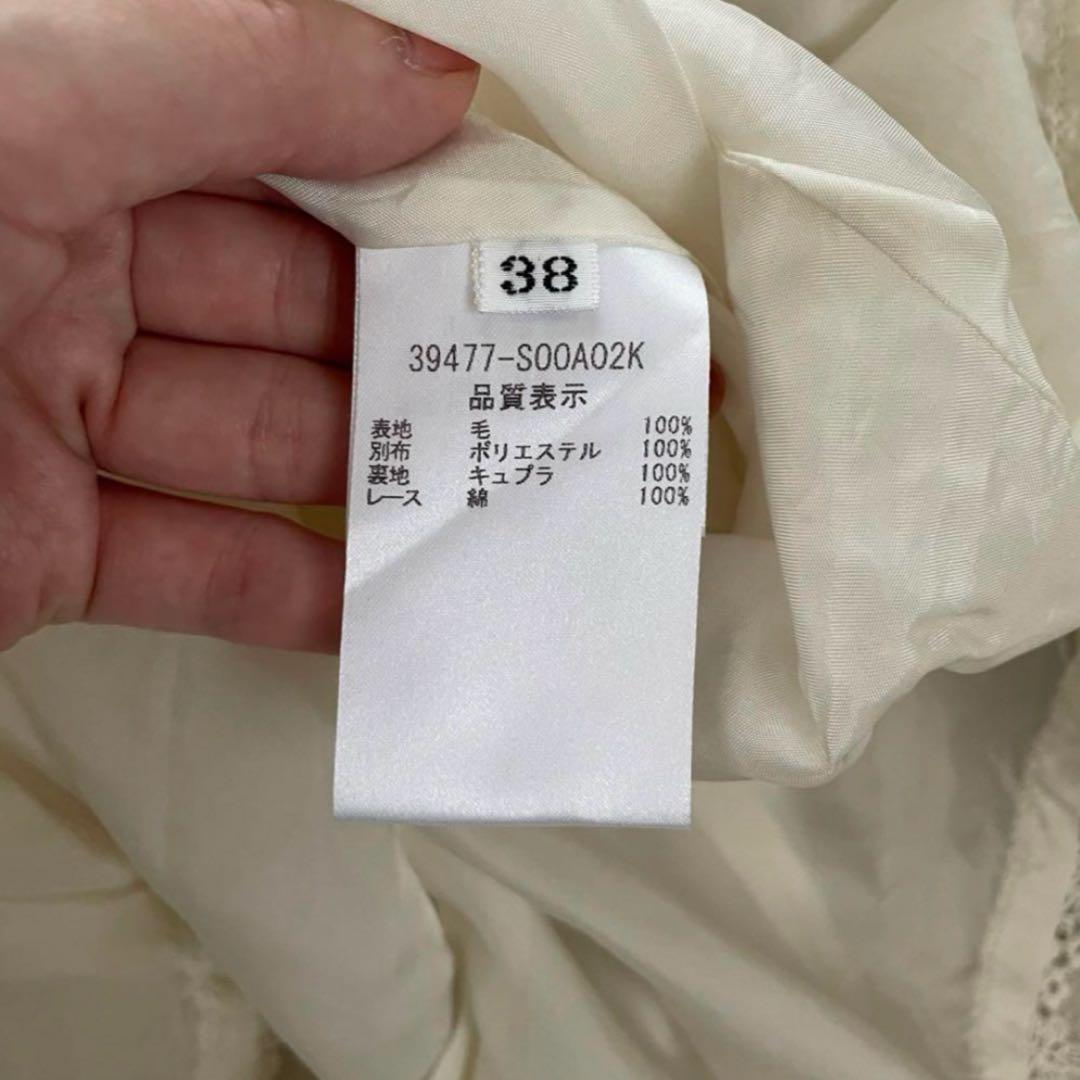 38
39477-S00A02K
品質表示
表地 毛 100%
別布 ポリエステル 100%
裏地 キュプラ 100%
レース 綿 100%